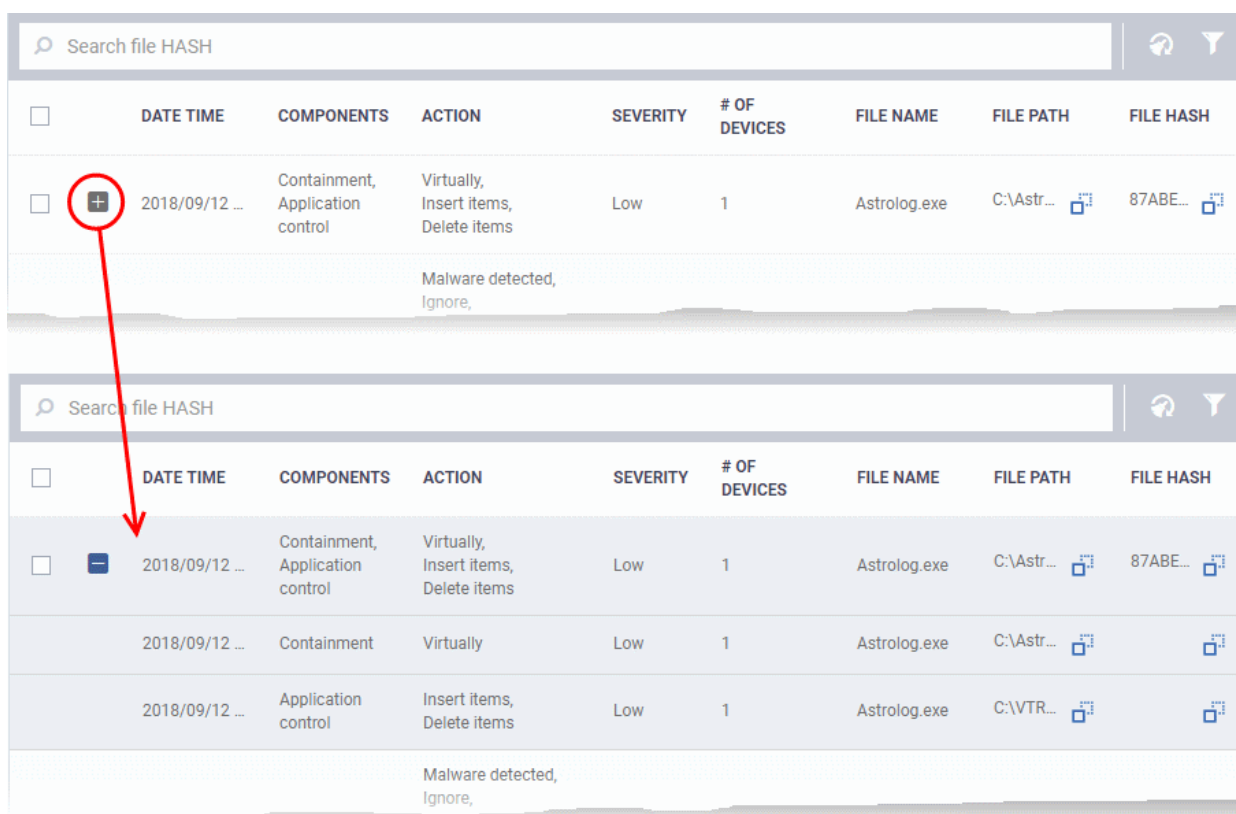 Search file HASH
DATE TIME COMPONENTS ACTION SEVERITY # OF DEVICES FILE NAME FILE PATH FILE HASH
2018/09/12 ... Containment, Application control Virtually, Insert items, Delete items Low 1 Astrolog.exe C:\Astr... 87ABE...
Malware detected,
Ignore,
Search file HASH
DATE TIME COMPONENTS ACTION SEVERITY # OF DEVICES FILE NAME FILE PATH FILE HASH
2018/09/12 ... Containment, Application control Virtually, Insert items, Delete items Low 1 Astrolog.exe C:\Astr... 87ABE...
2018/09/12 ... Containment Virtually Low 1 Astrolog.exe C:\Astr...
2018/09/12 ... Application control Insert items, Delete items Low 1 Astrolog.exe C:\VTR...
Malware detected,
Ignore,